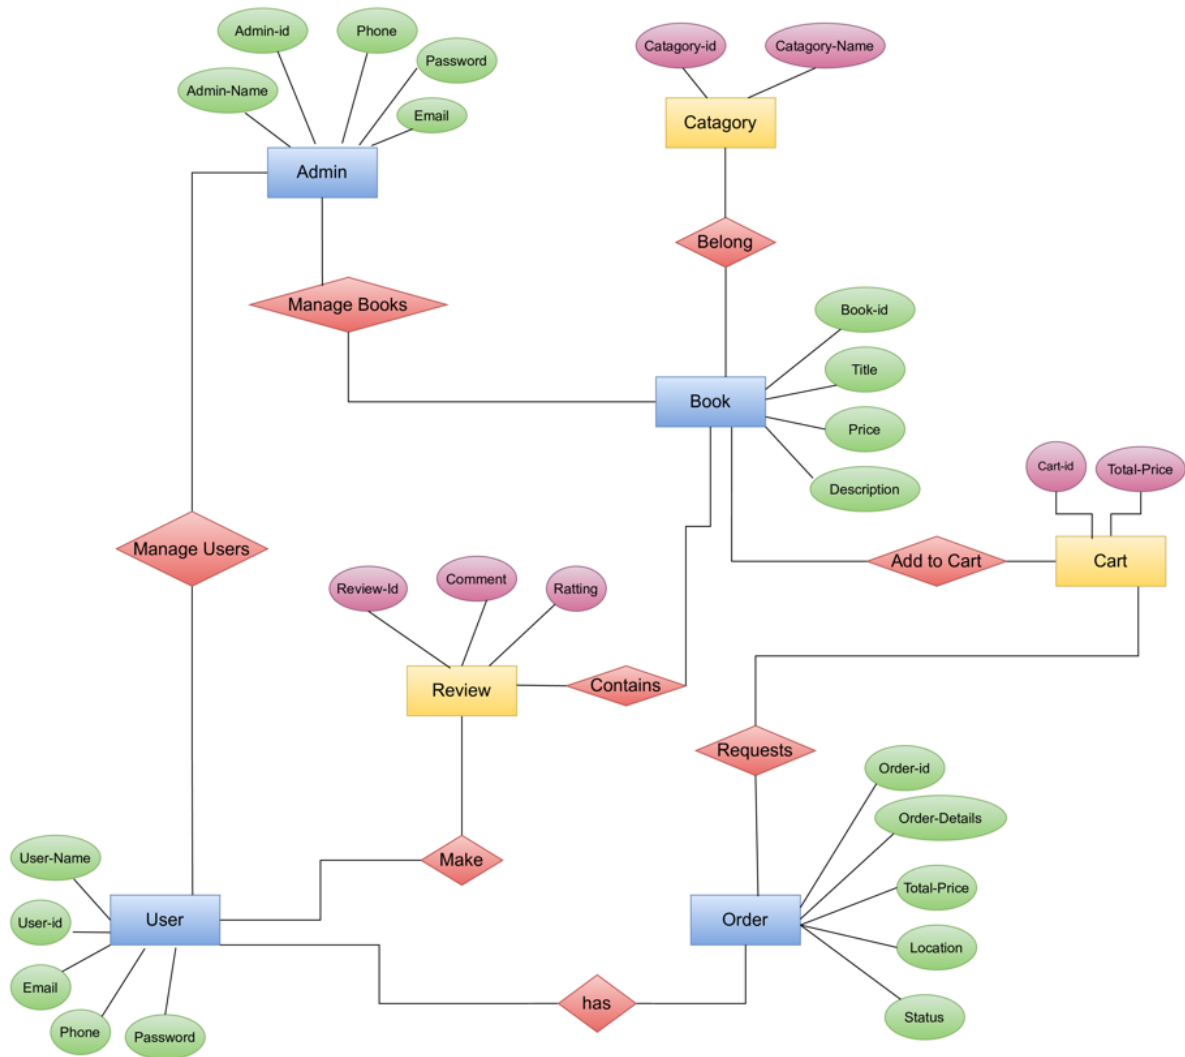 Admin-id
Phone
Password
Admin-Name
Email
Admin
Catagory-id
Catagory-Name
Catagory
Belong
Manage Books
Book-id
Title
Book
Price
Description
Cart-id
Total-Price
Manage Users
Add to Cart
Cart
Review-Id
Comment
Ratting
Review
Contains
Requests
Order-id
Order-Details
User-Name
Make
Total-Price
User-id
User
Order
Location
Email
has
Status
Phone
Password